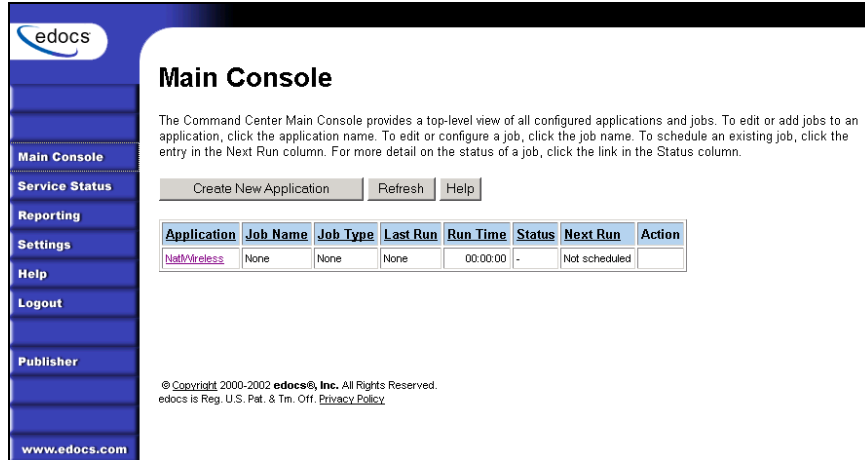 edocs
Main Console
Service Status
Reporting
Settings
Help
Logout
Publisher
www.edocs.com
Main Console
The Command Center Main Console provides a top-level view of all configured applications and jobs. To edit or add jobs to an
application, click the application name. To edit or configure a job, click the job name. To schedule an existing job, click the
entry in the Next Run column. For more detail on the status of a job, click the link in the Status column.
Create New Application Refresh Help
Application Job Name Job Type Last Run Run Time Status Next Run Action
NatlWireless None None None 00:00:00 - Not scheduled
© Copyright 2000-2002 edocs®, Inc. All Rights Reserved.
edocs is Reg. U.S. Pat. & Tm. Off. Privacy Policy